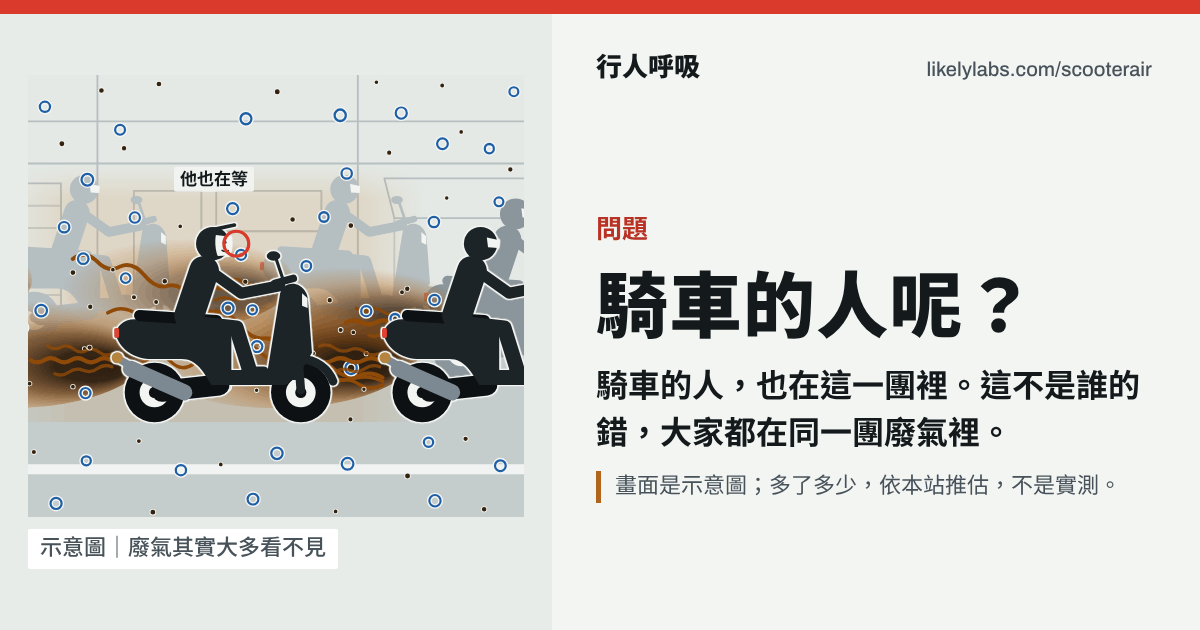 行人呼吸
likelylabs.com/scooterair
他也在等
示意圖｜廢氣其實大多看不見
問題
騎車的人呢？
騎車的人，也在這一團裡。這不是誰的
錯，大家都在同一團廢氣裡。
畫面是示意圖；多了多少，依本站推估，不是實測。